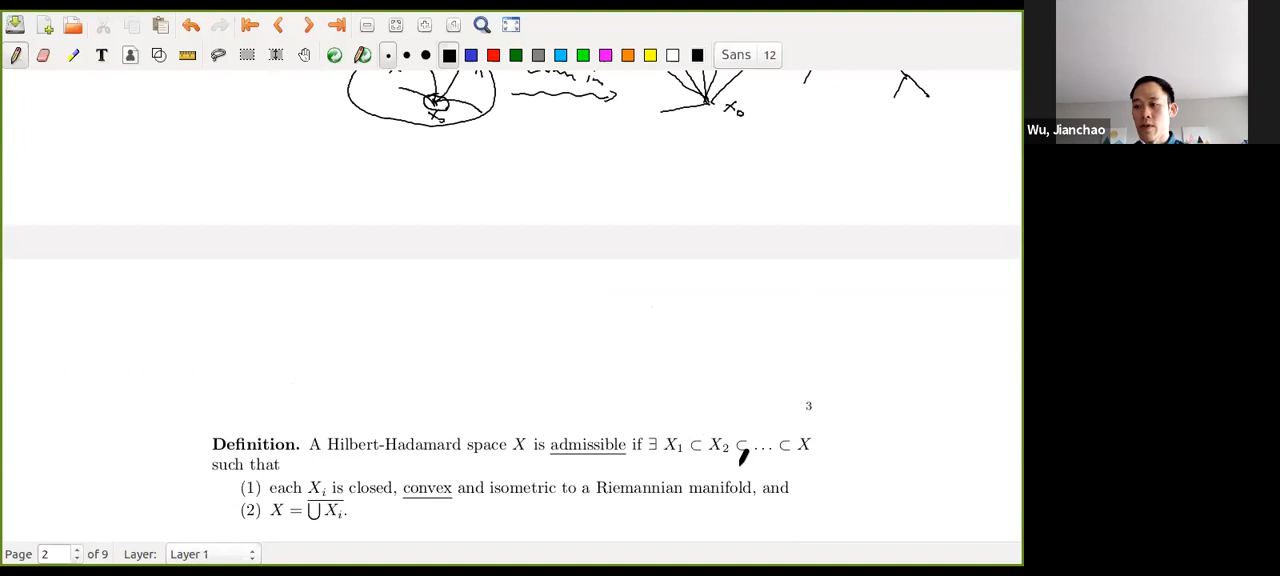 T
Sans 12
Wu, Jianchao
x₀
x₀
3
Definition. A Hilbert-Hadamard space X is admissible if ∃ X₁ ⊂ X₂ ⊂ … ⊂ X
such that
(1) each Xᵢ is closed, convex and isometric to a Riemannian manifold, and
(2) X = ⋃ Xᵢ.
Page 2 of 9 Layer: Layer 1